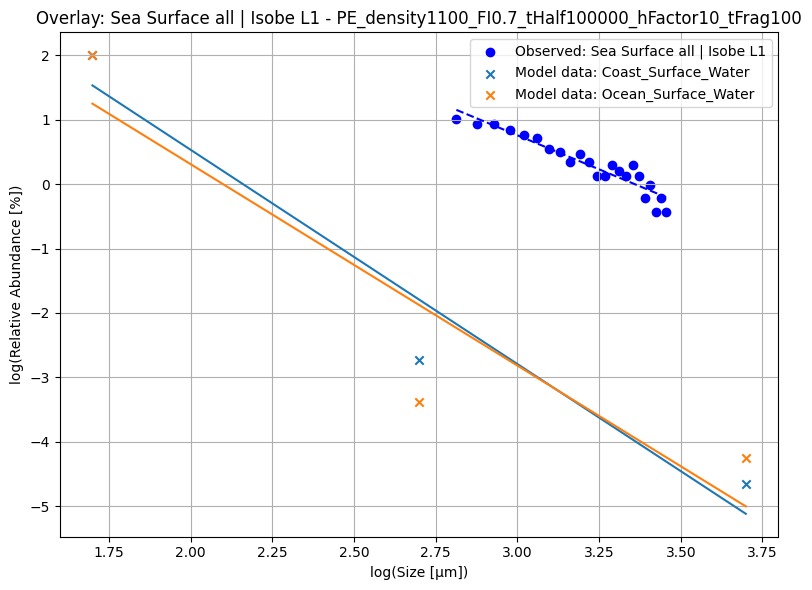 Overlay: Sea Surface all | Isobe L1 - PE_density1100_FI0.7_tHalf100000_hFactor10_tFrag100
Observed: Sea Surface all | Isobe L1
Model data: Coast_Surface_Water
Model data: Ocean_Surface_Water
log(Relative Abundance [%])
2
1
0
−1
−2
−3
−4
−5
1.75
2.00
2.25
2.50
2.75
3.00
3.25
3.50
3.75
log(Size [µm])